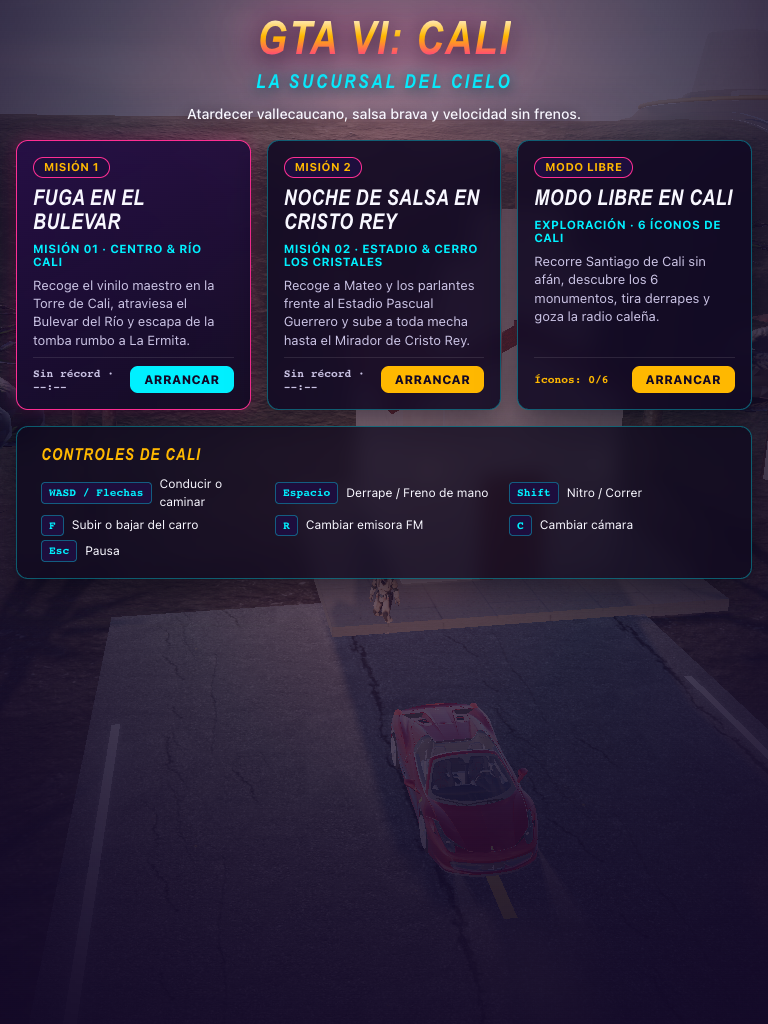 GTA VI: CALI
LA SUCURSAL DEL CIELO
Atardecer vallecaucano, salsa brava y velocidad sin frenos.
MISIÓN 1
FUGA EN EL
BULEVAR
MISIÓN 01 · CENTRO & RÍO
CALI
Recoge el vinilo maestro en la
Torre de Cali, atraviesa el
Bulevar del Río y escapa de la
tomba rumbo a La Ermita.
Sin récord ·
--:--
ARRANCAR
MISIÓN 2
NOCHE DE SALSA EN
CRISTO REY
MISIÓN 02 · ESTADIO & CERRO
LOS CRISTALES
Recoge a Mateo y los parlantes
frente al Estadio Pascual
Guerrero y sube a toda mecha
hasta el Mirador de Cristo Rey.
Sin récord ·
--:--
ARRANCAR
MODO LIBRE
MODO LIBRE EN CALI
EXPLORACIÓN · 6 ÍCONOS DE
CALI
Recorre Santiago de Cali sin
afán, descubre los 6
monumentos, tira derrapes y
goza la radio caleña.
Íconos: 0/6
ARRANCAR
CONTROLES DE CALI
WASD / Flechas Conducir o
caminar
Espacio Derrape / Freno de mano
Shift Nitro / Correr
F Subir o bajar del carro
R Cambiar emisora FM
C Cambiar cámara
Esc Pausa